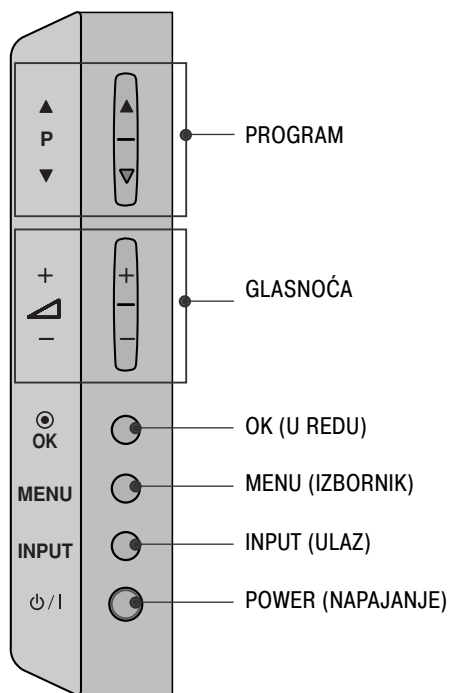 P
PROGRAM
+ +
GLASNOĆA
− −
OK
OK (U REDU)
MENU
MENU (IZBORNIK)
INPUT
INPUT (ULAZ)
⏻/I
POWER (NAPAJANJE)